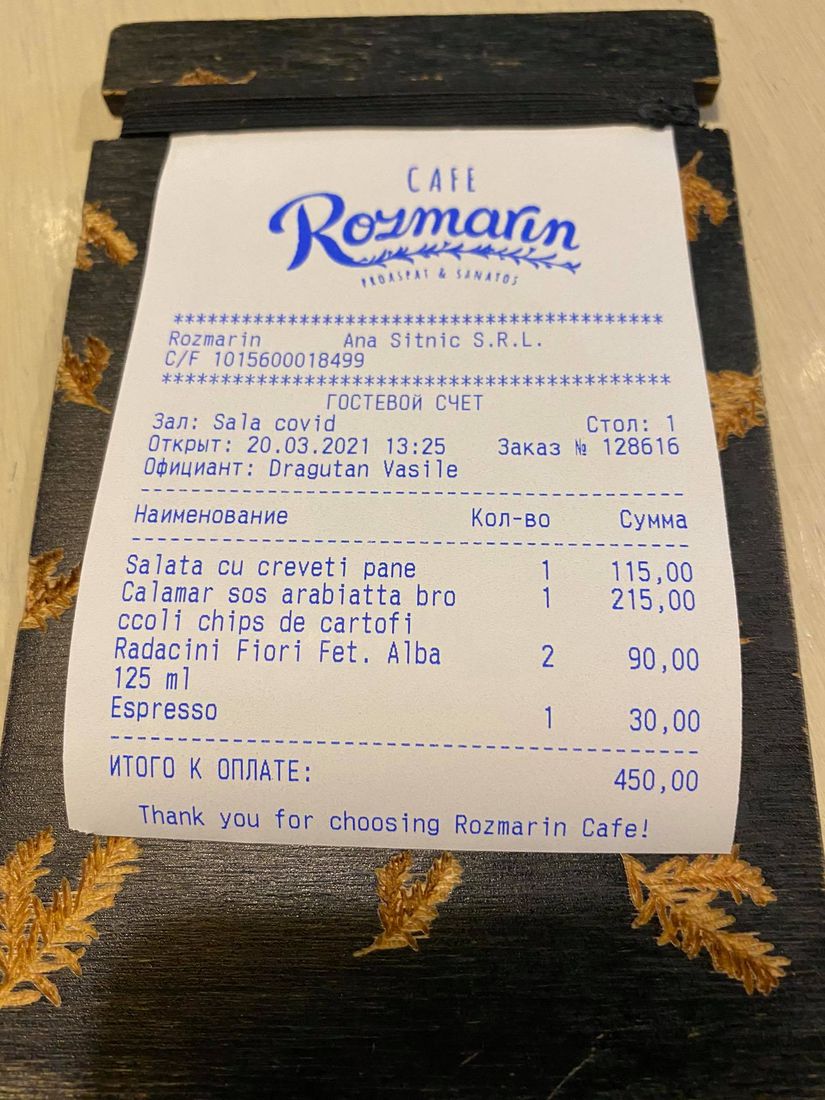 CAFE
Rozmarin
PROASPAT & SANATOS
*******************************************
Rozmarin Ana Sitnic S.R.L.
C/F 1015600018499
*******************************************
ГОСТЕВОЙ СЧЕТ
Зал: Sala covid Стол: 1
Открыт: 20.03.2021 13:25 Заказ № 128616
Официант: Dragutan Vasile
Наименование Кол-во Сумма
Salata cu creveti pane 1 115,00
Calamar sos arabiatta bro 1 215,00
ccoli chips de cartofi
Radacini Fiori Fet. Alba 2 90,00
125 ml
Espresso 1 30,00
ИТОГО К ОПЛАТЕ: 450,00
Thank you for choosing Rozmarin Cafe!